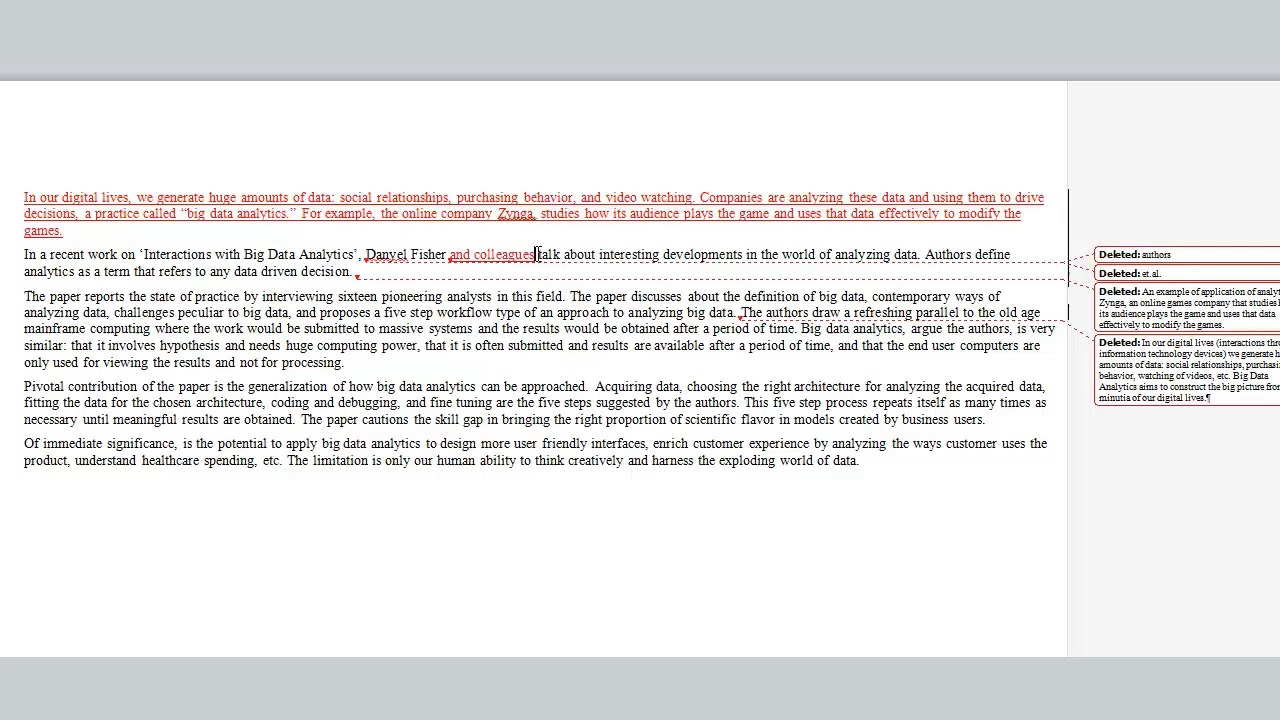 In our digital lives, we generate huge amounts of data: social relationships, purchasing behavior, and video watching. Companies are analyzing these data and using them to drive
decisions, a practice called “big data analytics.” For example, the online company Zynga, studies how its audience plays the game and uses that data effectively to modify the
games.
In a recent work on ‘Interactions with Big Data Analytics’, Danyel Fisher and colleagues talk about interesting developments in the world of analyzing data. Authors define
analytics as a term that refers to any data driven decision.
The paper reports the state of practice by interviewing sixteen pioneering analysts in this field. The paper discusses about the definition of big data, contemporary ways of
analyzing data, challenges peculiar to big data, and proposes a five step workflow type of an approach to analyzing big data. The authors draw a refreshing parallel to the old age
mainframe computing where the work would be submitted to massive systems and the results would be obtained after a period of time. Big data analytics, argue the authors, is very
similar: that it involves hypothesis and needs huge computing power, that it is often submitted and results are available after a period of time, and that the end user computers are
only used for viewing the results and not for processing.
Pivotal contribution of the paper is the generalization of how big data analytics can be approached. Acquiring data, choosing the right architecture for analyzing the acquired data,
fitting the data for the chosen architecture, coding and debugging, and fine tuning are the five steps suggested by the authors. This five step process repeats itself as many times as
necessary until meaningful results are obtained. The paper cautions the skill gap in bringing the right proportion of scientific flavor in models created by business users.
Of immediate significance, is the potential to apply big data analytics to design more user friendly interfaces, enrich customer experience by analyzing the ways customer uses the
product, understand healthcare spending, etc. The limitation is only our human ability to think creatively and harness the exploding world of data.
Deleted: authors
Deleted: et.al.
Deleted: An example of application of
Zynga, an online games company that studies
its audience plays the game and uses that data
effectively to modify the games.
Deleted: In our digital lives (interactions
information technology devices) we generate
amounts of data: social relationships, purchasing
behavior, watching of videos, etc. Big Data
Analytics aims to construct the big picture
minutia of our digital lives.¶